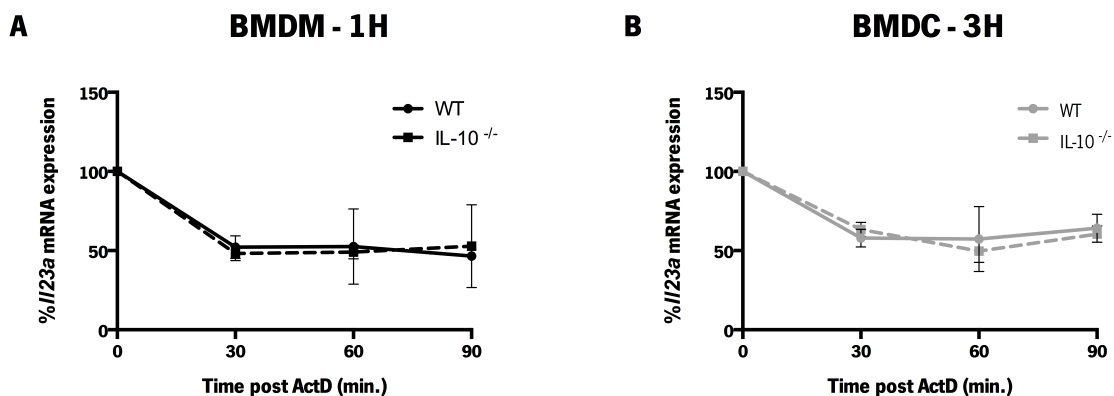 A
BMDM - 1H
%Il23a mRNA expression
150
100
50
0
0 30 60 90
Time post ActD (min.)
WT
IL-10 -/-
B
BMDC - 3H
%Il23a mRNA expression
150
100
50
0
0 30 60 90
Time post ActD (min.)
WT
IL-10 -/-